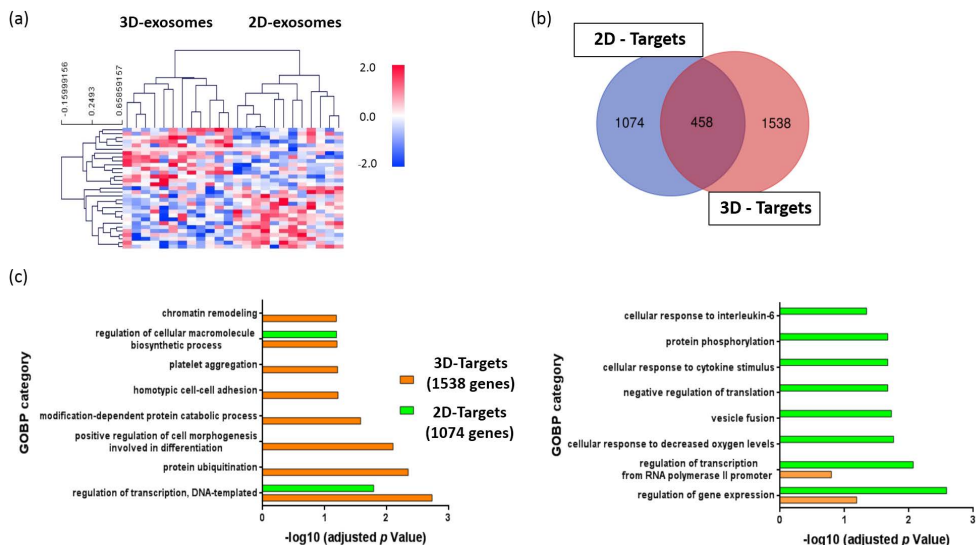 (a)
3D-exosomes
2D-exosomes
-0.15999156
0.2493
0.65859157
2.0
0.0
-2.0
(b)
2D - Targets
1074
458
1538
3D - Targets
(c)
GOBP category
chromatin remodeling
regulation of cellular macromolecule
biosynthetic process
platelet aggregation
homotypic cell-cell adhesion
modification-dependent protein catabolic process
positive regulation of cell morphogenesis
involved in differentiation
protein ubiquitination
regulation of transcription, DNA-templated
0 1 2 3
-log10 (adjusted p Value)
3D-Targets
(1538 genes)
2D-Targets
(1074 genes)
GOBP category
cellular response to interleukin-6
protein phosphorylation
cellular response to cytokine stimulus
negative regulation of translation
vesicle fusion
cellular response to decreased oxygen levels
regulation of transcription
from RNA polymerase II promoter
regulation of gene expression
0 1 2 3
-log10 (adjusted p Value)